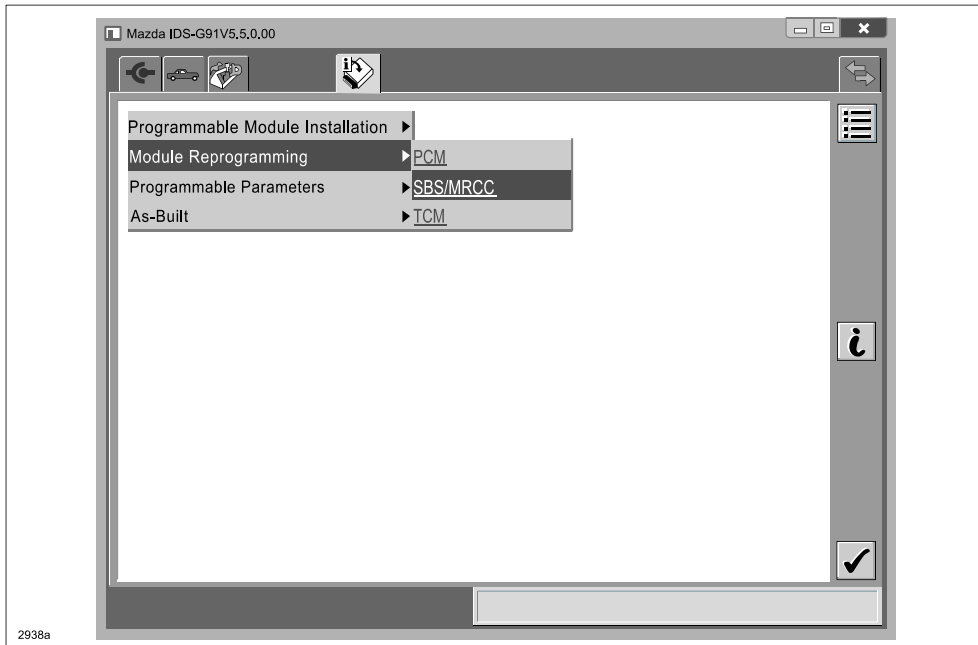 Mazda IDS-G91V5.5.0.00
Programmable Module Installation
Module Reprogramming
PCM
Programmable Parameters
SBS/MRCC
As-Built
TCM
2938a